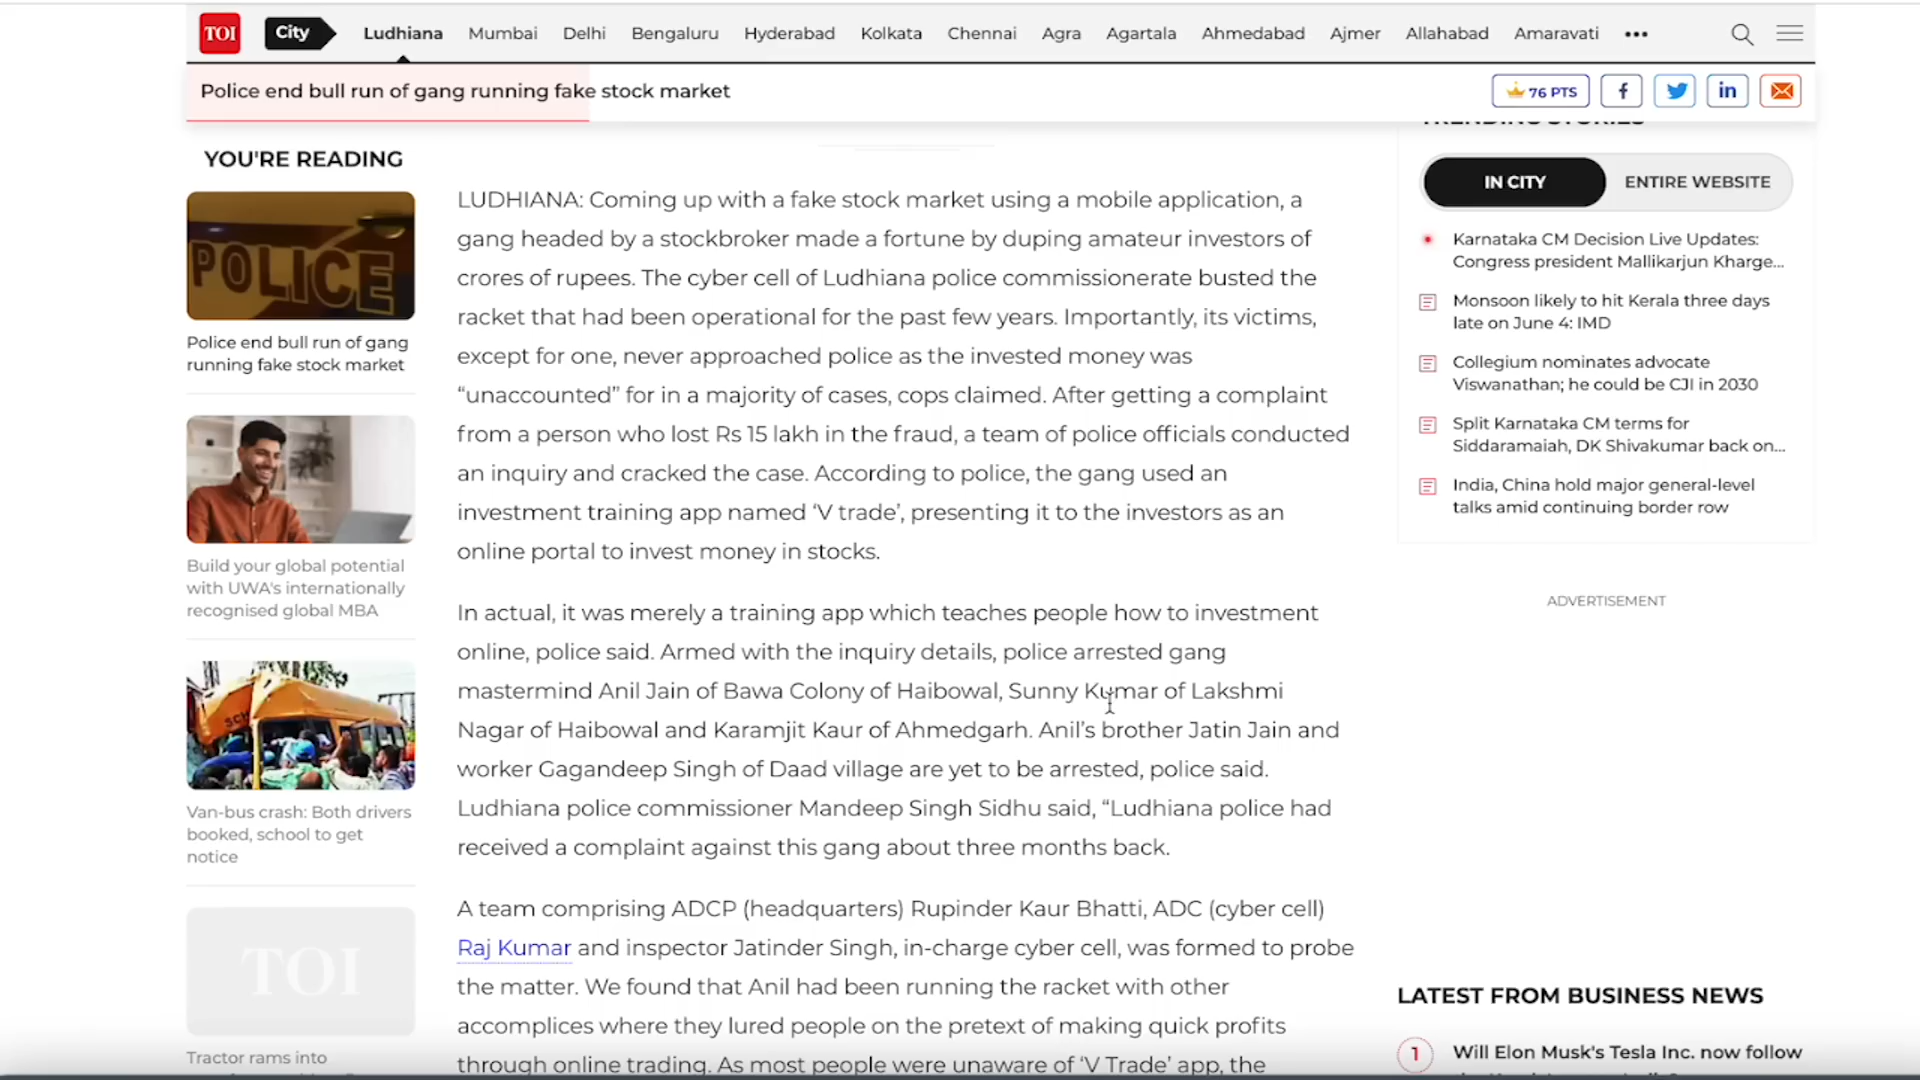 TOI City Ludhiana Mumbai Delhi Bengaluru Hyderabad Kolkata Chennai Agra Agartala Ahmedabad Ajmer Allahabad Amaravati
Police end bull run of gang running fake stock market
76 PTS
f
in
TRENDING STORIES
YOU'RE READING
POLICE
Police end bull run of gang
running fake stock market
Build your global potential
with UWA's internationally
recognised global MBA
SCH
Van-bus crash: Both drivers
booked, school to get
notice
TOI
Tractor rams into
LUDHIANA: Coming up with a fake stock market using a mobile application, a
gang headed by a stockbroker made a fortune by duping amateur investors of
crores of rupees. The cyber cell of Ludhiana police commissionerate busted the
racket that had been operational for the past few years. Importantly, its victims,
except for one, never approached police as the invested money was
“unaccounted” for in a majority of cases, cops claimed. After getting a complaint
from a person who lost Rs 15 lakh in the fraud, a team of police officials conducted
an inquiry and cracked the case. According to police, the gang used an
investment training app named ‘V trade’, presenting it to the investors as an
online portal to invest money in stocks.
In actual, it was merely a training app which teaches people how to investment
online, police said. Armed with the inquiry details, police arrested gang
mastermind Anil Jain of Bawa Colony of Haibowal, Sunny Kumar of Lakshmi
Nagar of Haibowal and Karamjit Kaur of Ahmedgarh. Anil’s brother Jatin Jain and
worker Gagandeep Singh of Daad village are yet to be arrested, police said.
Ludhiana police commissioner Mandeep Singh Sidhu said, “Ludhiana police had
received a complaint against this gang about three months back.
A team comprising ADCP (headquarters) Rupinder Kaur Bhatti, ADC (cyber cell)
Raj Kumar and inspector Jatinder Singh, in-charge cyber cell, was formed to probe
the matter. We found that Anil had been running the racket with other
accomplices where they lured people on the pretext of making quick profits
through online trading. As most people were unaware of ‘V Trade’ app, the
IN CITY ENTIRE WEBSITE
Karnataka CM Decision Live Updates:
Congress president Mallikarjun Kharge...
Monsoon likely to hit Kerala three days
late on June 4: IMD
Collegium nominates advocate
Viswanathan; he could be CJI in 2030
Split Karnataka CM terms for
Siddaramaiah, DK Shivakumar back on...
India, China hold major general-level
talks amid continuing border row
ADVERTISEMENT
LATEST FROM BUSINESS NEWS
1 Will Elon Musk's Tesla Inc. now follow